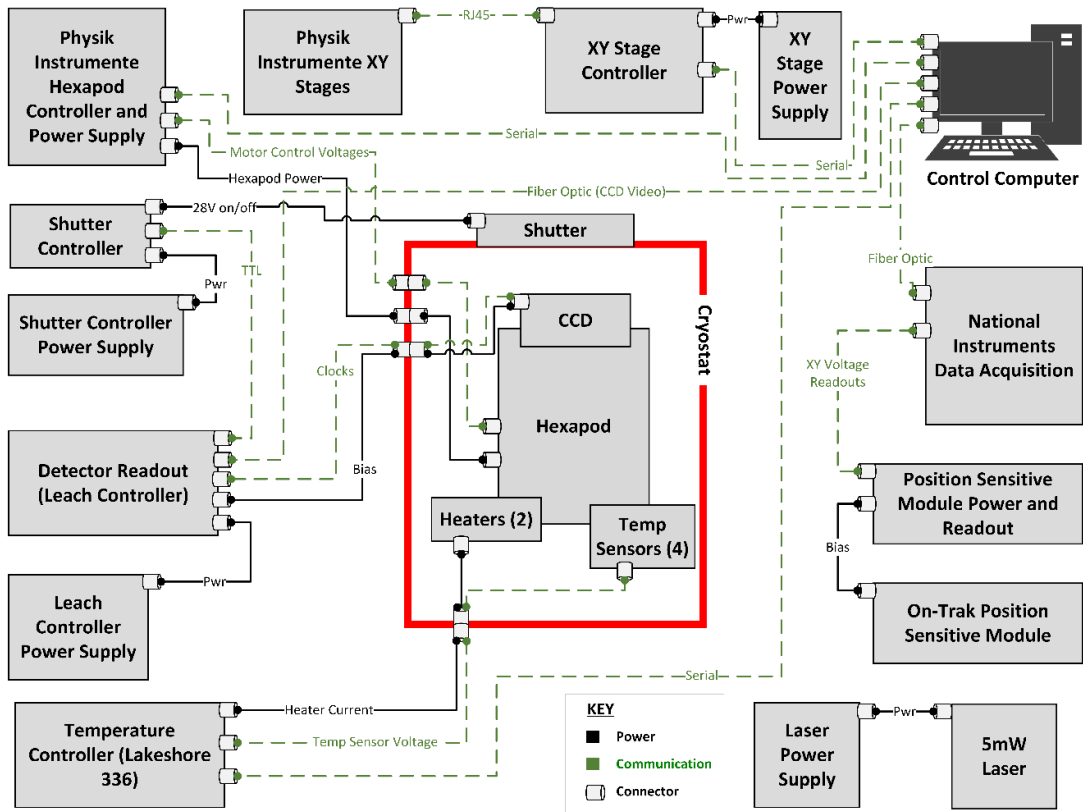 Physik
Instrumente
Hexapod
Controller and
Power Supply
Physik
Instrumente XY
Stages
RJ45
XY Stage
Controller
Pwr
XY
Stage
Power
Supply
Control Computer
Serial
Motor Control Voltages
Hexapod Power
Serial
Fiber Optic (CCD Video)
28V on/off
Shutter
Controller
TTL
Pwr
Shutter
Shutter Controller
Power Supply
Cryostat
CCD
Hexapod
Clocks
Fiber Optic
National
Instruments
Data Acquisition
XY Voltage
Readouts
Detector Readout
(Leach Controller)
Bias
Heaters (2)
Temp
Sensors (4)
Position Sensitive
Module Power and
Readout
Bias
On-Trak Position
Sensitive Module
Pwr
Leach
Controller
Power Supply
Serial
Temperature
Controller (Lakeshore
336)
Heater Current
Temp Sensor Voltage
KEY
Power
Communication
Connector
Laser
Power
Supply
Pwr
5mW
Laser